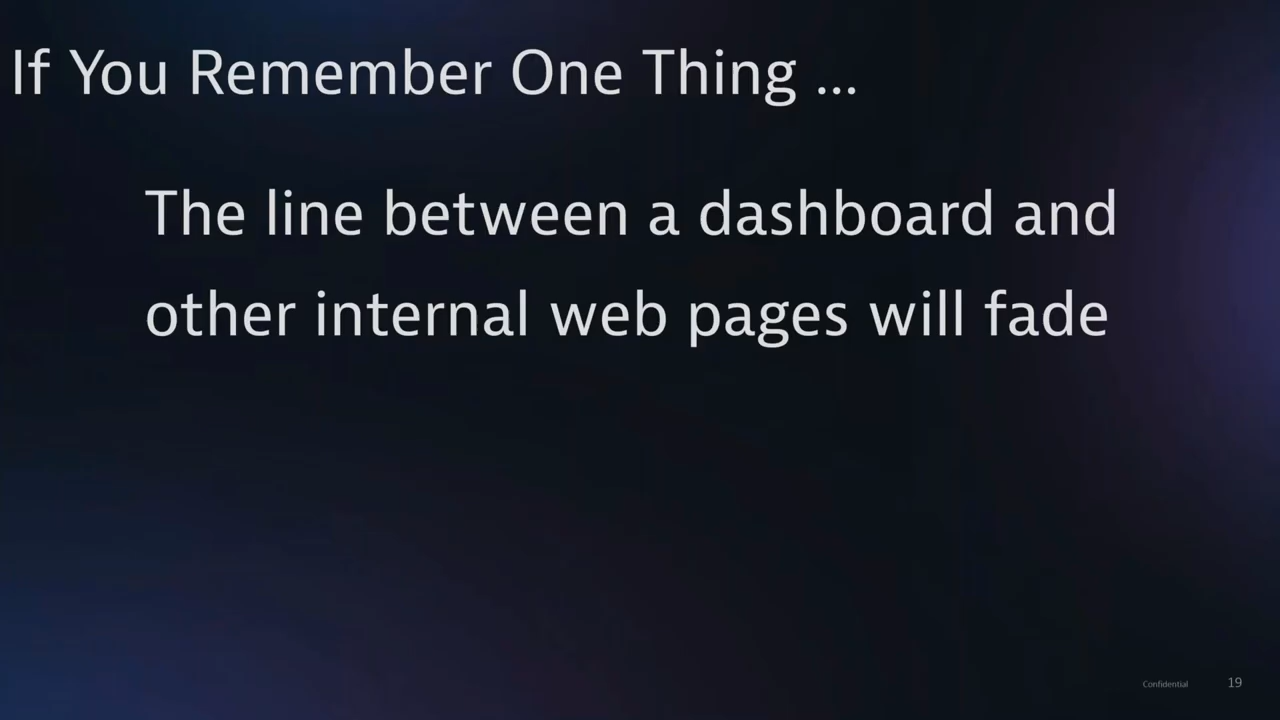 If You Remember One Thing ...
The line between a dashboard and
other internal web pages will fade
Confidential 19